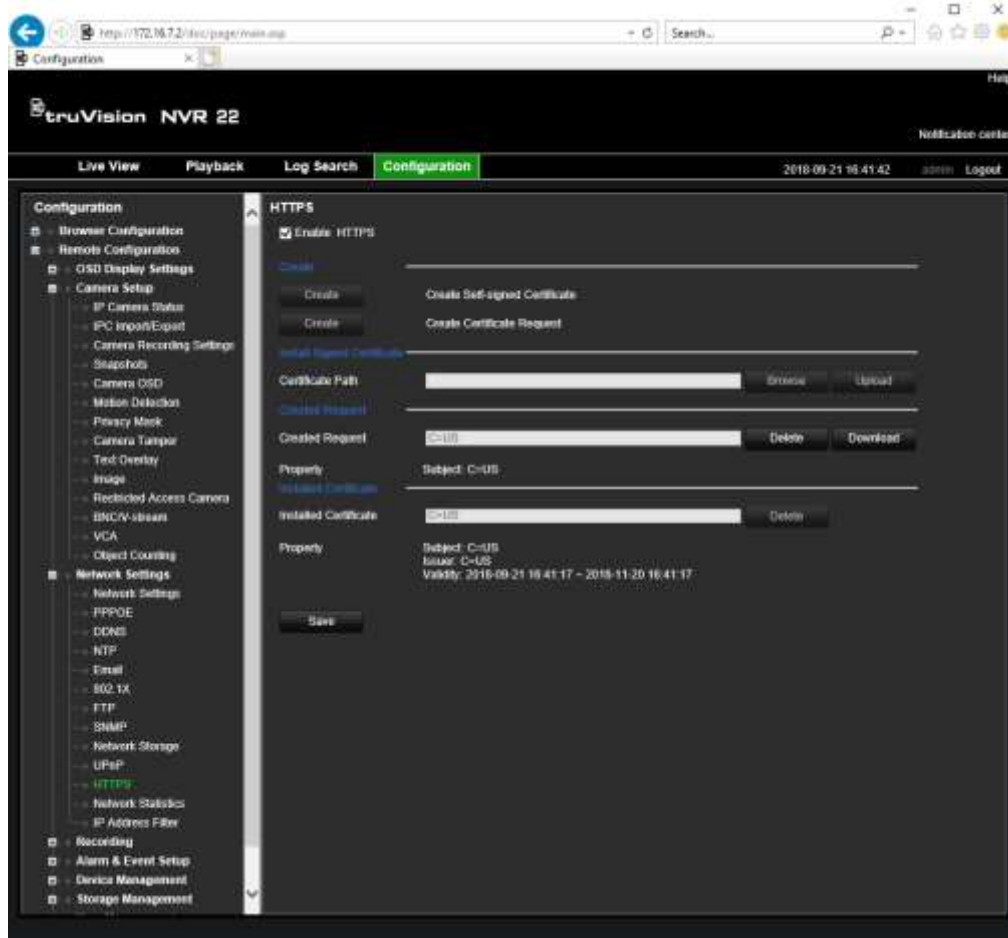 http://172.16.7.2/doc/page/main.asp
Search...
Configuration
Help
truVision NVR 22
Notification center
Live View Playback Log Search Configuration
2018-09-21 16:41:42 admin Logout
Configuration
Browser Configuration
Remote Configuration
OSD Display Settings
Camera Setup
IP Camera Status
IPC Import/Export
Camera Recording Settings
Snapshots
Camera OSD
Motion Detection
Privacy Mask
Camera Tamper
Text Overlay
Image
Restricted Access Camera
BNC/V-stream
VCA
Object Counting
Network Settings
Network Settings
PPPOE
DDNS
NTP
Email
802.1X
FTP
SNMP
Network Storage
UPnP
HTTPS
Network Statistics
IP Address Filter
Recording
Alarm & Event Setup
Device Management
Storage Management
HTTPS
Enable HTTPS
Create
Create Create Self-signed Certificate
Create Create Certificate Request
Install Signed Certificate
Certificate Path Browse Upload
Created Request
Created Request C=US Delete Download
Property Subject: C=US
Installed Certificate
Installed Certificate C=US Delete
Property Subject: C=US
Issuer: C=US
Validity: 2018-09-21 16:41:17 ~ 2018-11-20 16:41:17
Save